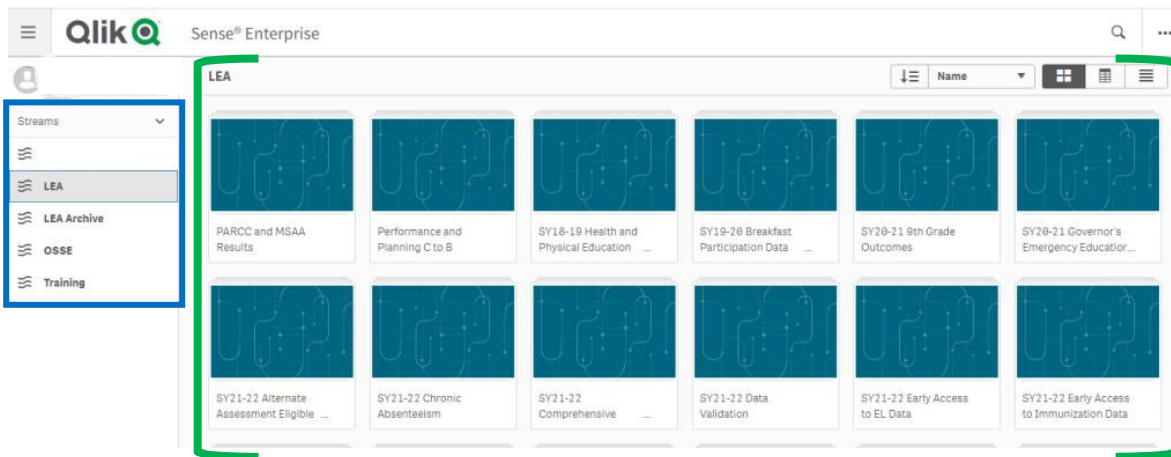 Qlik Sense® Enterprise
LEA
Name
Streams
LEA
LEA Archive
OSSE
Training
PARCC and MSAA
Results
Performance and
Planning C to B
SY18-19 Health and
Physical Education ...
SY19-20 Breakfast
Participation Data ...
SY20-21 9th Grade
Outcomes
SY20-21 Governor's
Emergency Education...
SY21-22 Alternate
Assessment Eligible ...
SY21-22 Chronic
Absenteeism
SY21-22
Comprehensive ...
SY21-22 Data
Validation
SY21-22 Early Access
to EL Data
SY21-22 Early Access
to Immunization Data